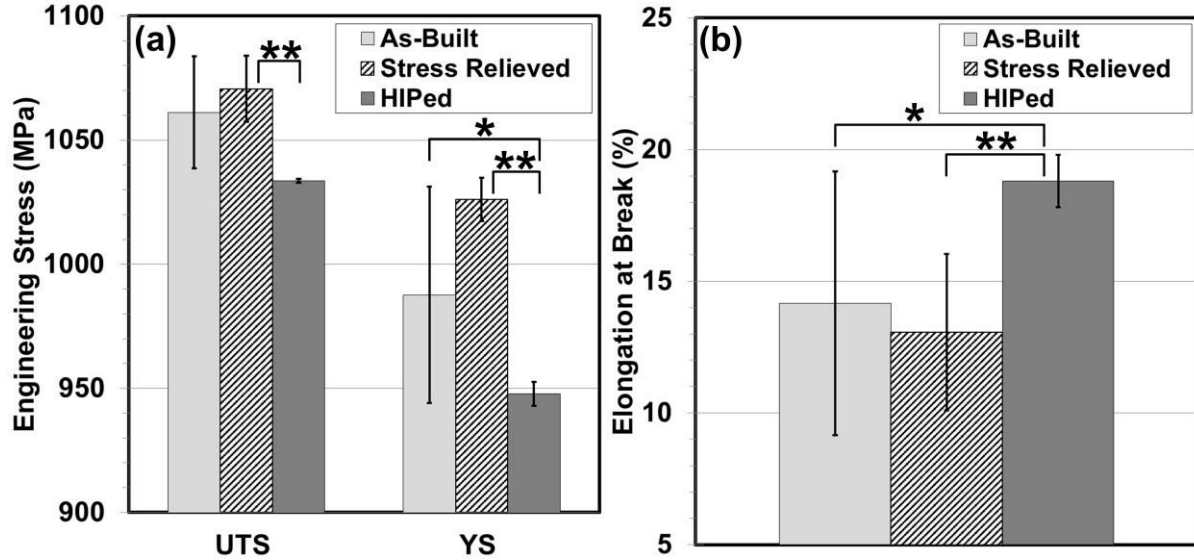 (a)
As-Built
Stress Relieved
HIPed
**
*
**
Engineering Stress (MPa)
1100
1050
1000
950
900
UTS YS
(b)
As-Built
Stress Relieved
HIPed
*
**
Elongation at Break (%)
25
20
15
10
5